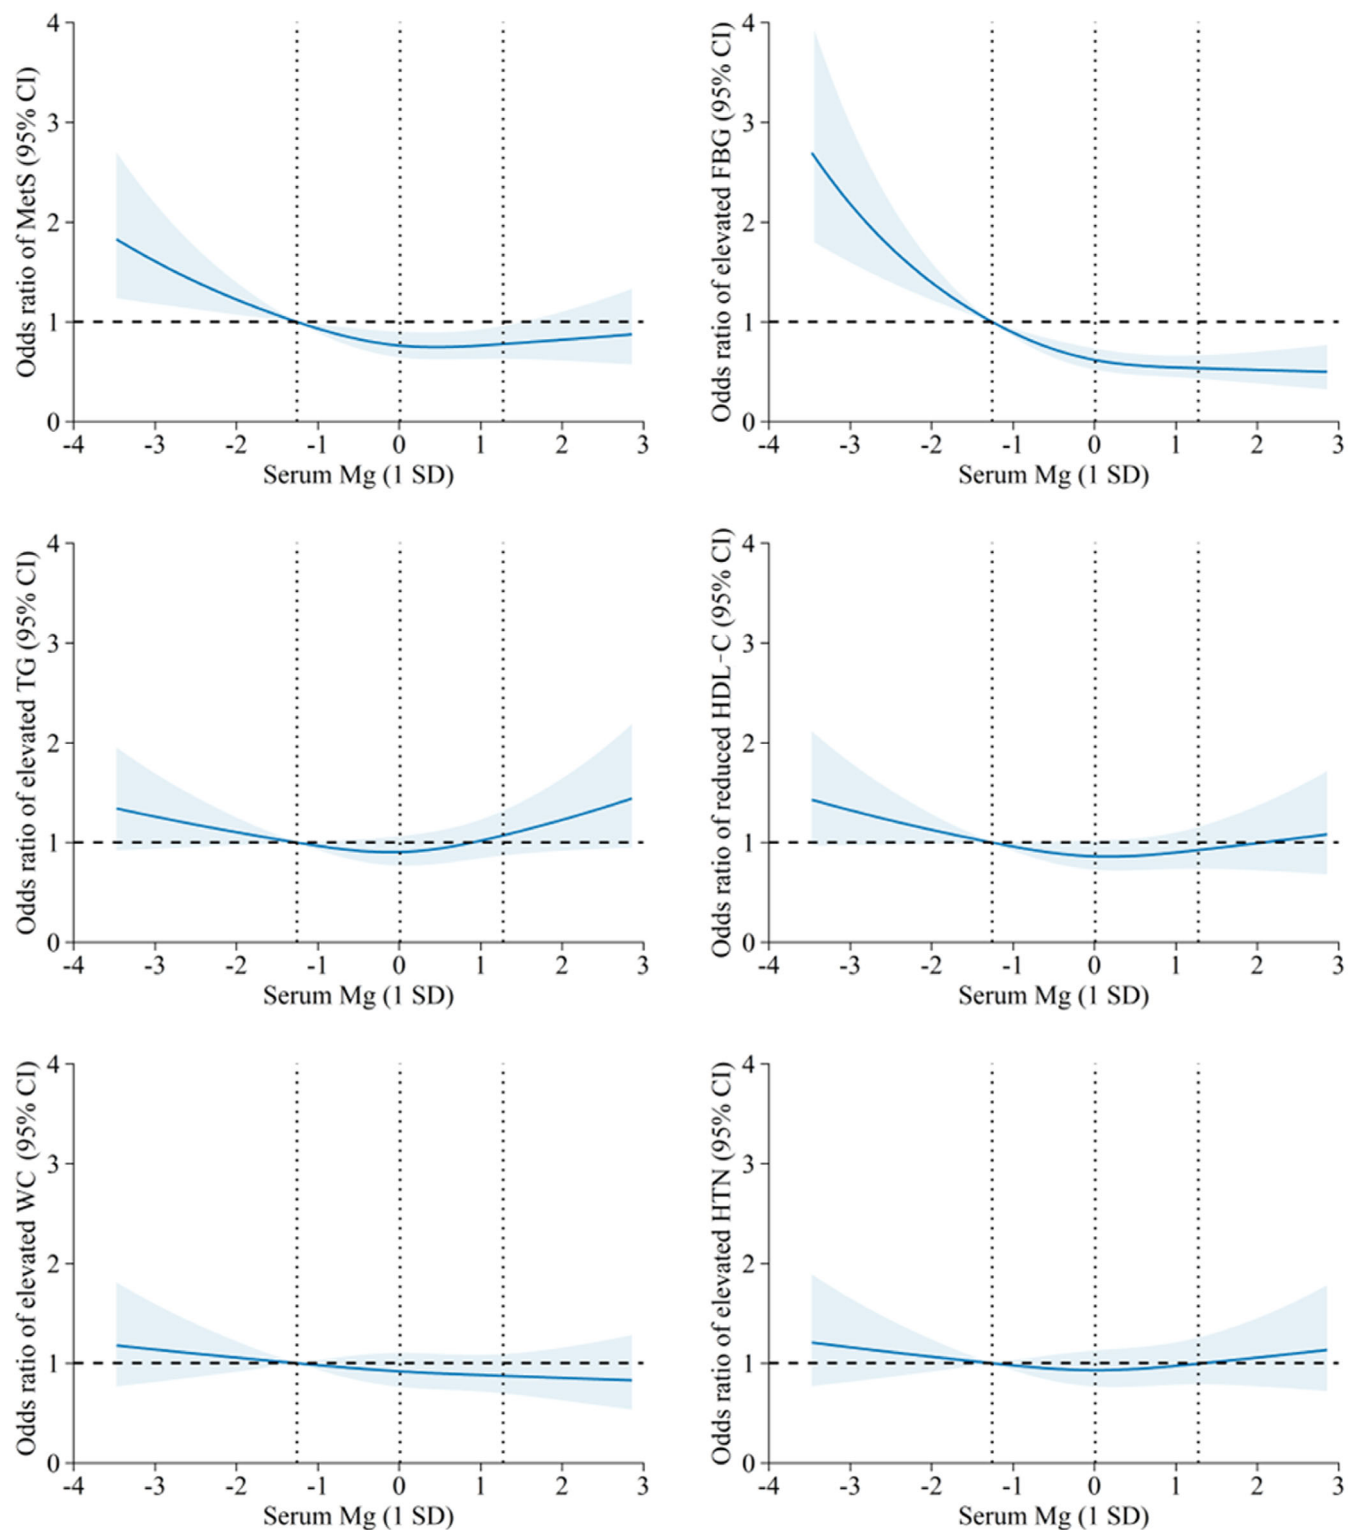 Odds ratio of MetS (95% CI)
4
3
2
1
0
-4 -3 -2 -1 0 1 2 3
Serum Mg (1 SD)
Odds ratio of elevated FBG (95% CI)
4
3
2
1
0
-4 -3 -2 -1 0 1 2 3
Serum Mg (1 SD)
Odds ratio of elevated TG (95% CI)
4
3
2
1
0
-4 -3 -2 -1 0 1 2 3
Serum Mg (1 SD)
Odds ratio of reduced HDL-C (95% CI)
4
3
2
1
0
-4 -3 -2 -1 0 1 2 3
Serum Mg (1 SD)
Odds ratio of elevated WC (95% CI)
4
3
2
1
0
-4 -3 -2 -1 0 1 2 3
Serum Mg (1 SD)
Odds ratio of elevated HTN (95% CI)
4
3
2
1
0
-4 -3 -2 -1 0 1 2 3
Serum Mg (1 SD)